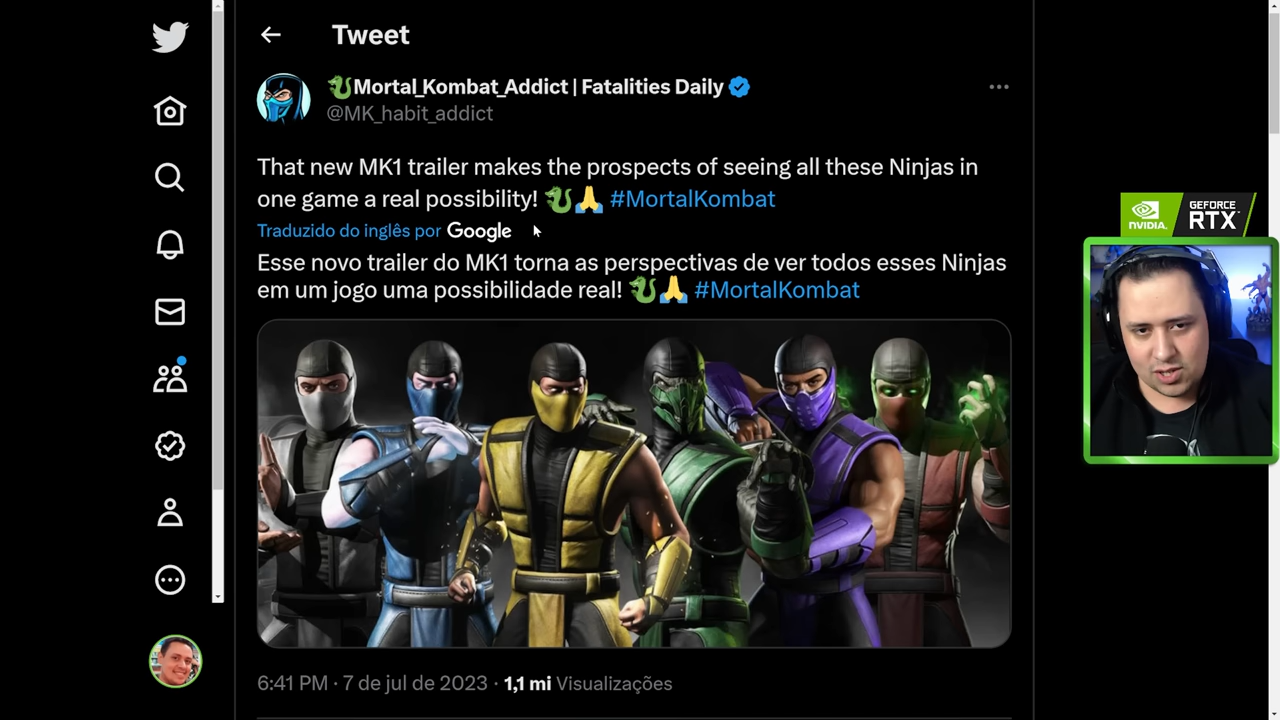 Tweet
🐉Mortal_Kombat_Addict | Fatalities Daily
@MK_habit_addict
That new MK1 trailer makes the prospects of seeing all these Ninjas in
one game a real possibility! 🐉🙏 #MortalKombat
Traduzido do inglês por Google
Esse novo trailer do MK1 torna as perspectivas de ver todos esses Ninjas
em um jogo uma possibilidade real! 🐉🙏 #MortalKombat
NVIDIA.
GEFORCE
RTX
6:41 PM · 7 de jul de 2023 · 1,1 mi Visualizações